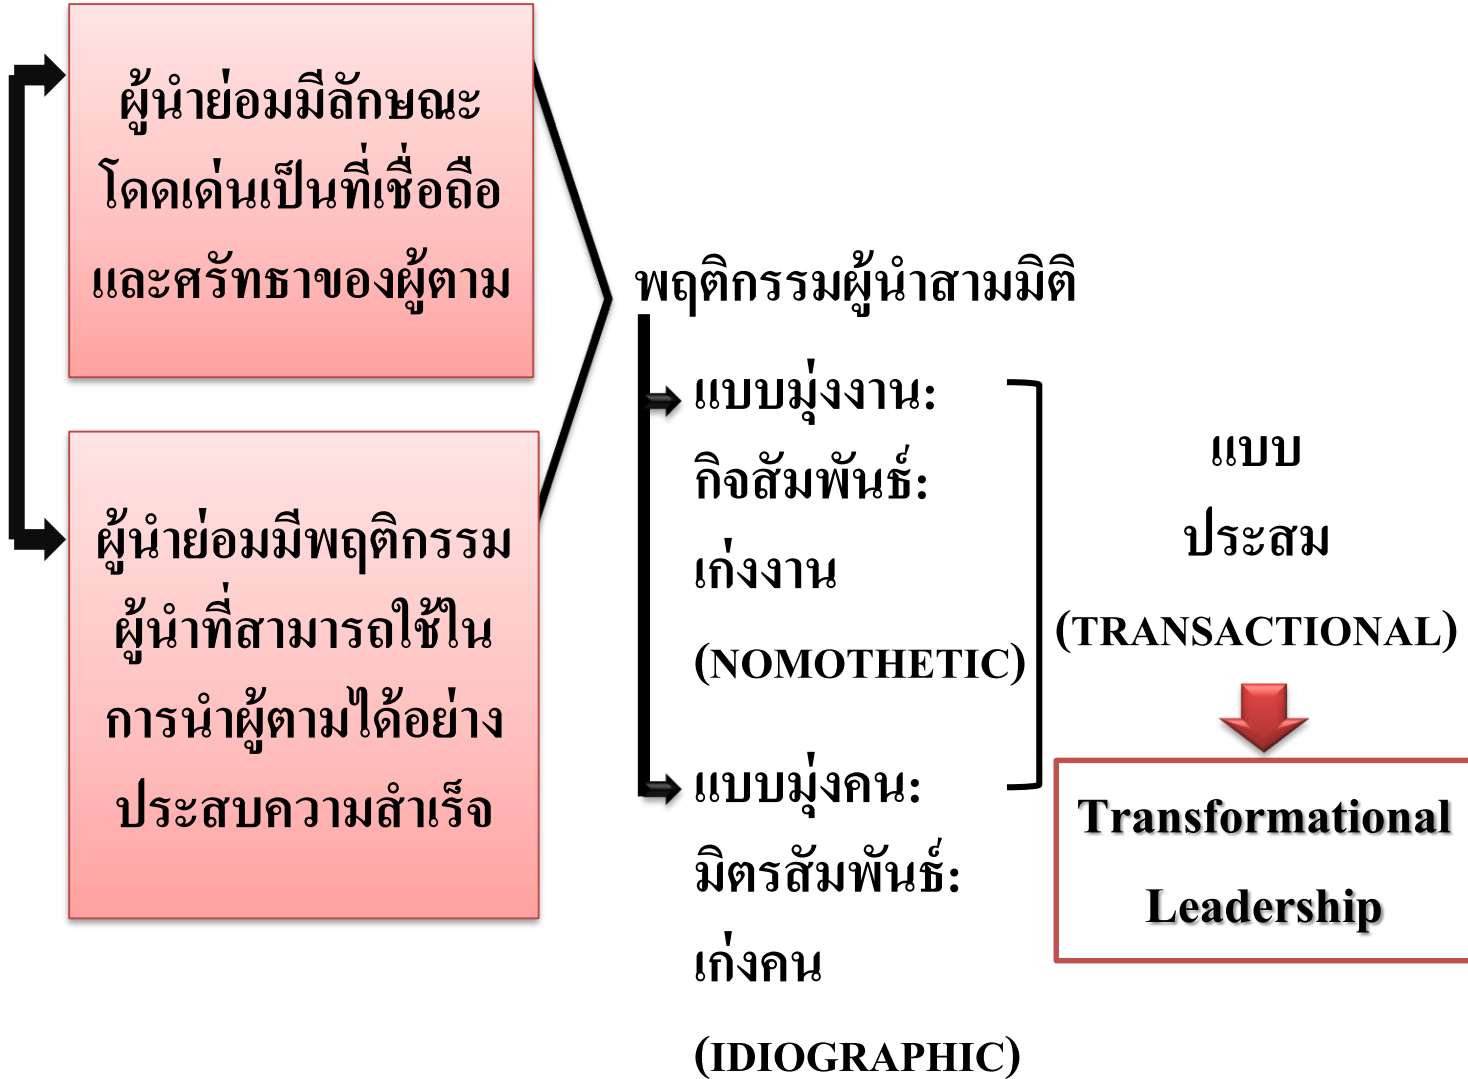 ผู้นำย่อมมีลักษณะ
โดดเด่นเป็นที่เชื่อถือ
และศรัทธาของผู้ตาม
ผู้นำย่อมมีพฤติกรรม
ผู้นำที่สามารถใช้ใน
การนำผู้ตามได้อย่าง
ประสบความสำเร็จ
พฤติกรรมผู้นำสามมิติ
แบบมุ่งงาน:
กิจสัมพันธ์:
เก่งงาน
(NOMOTHETIC)
แบบมุ่งคน:
มิตรสัมพันธ์:
เก่งคน
(IDIOGRAPHIC)
แบบ
ประสม
(TRANSACTIONAL)
Transformational
Leadership